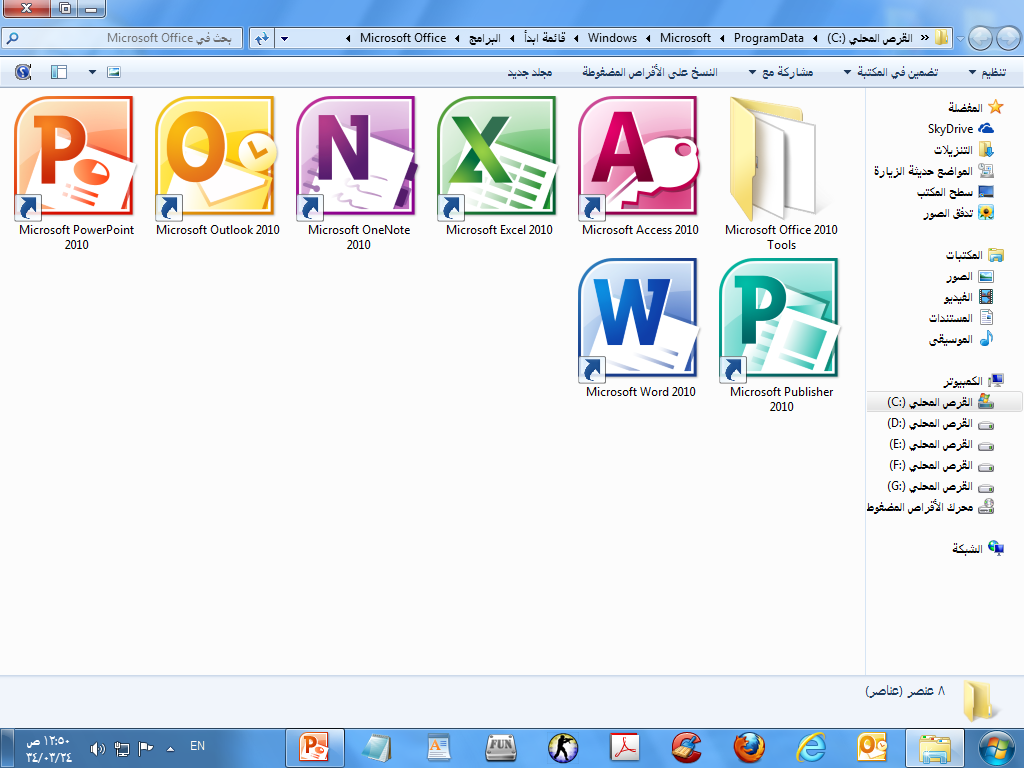 القرص المحلي (C:) ProgramData Microsoft Windows قائمة ابدأ البرامج Microsoft Office
بحث في Microsoft Office
تنظيم تضمين في المكتبة مشاركة مع النسخ على الأقراص المضغوطة مجلد جديد
المفضلة
SkyDrive
التنزيلات
المواضع حديثة الزيارة
سطح المكتب
تدفق الصور
المكتبات
الصور
الفيديو
المستندات
الموسيقى
الكمبيوتر
القرص المحلي (C:)
القرص المحلي (D:)
القرص المحلي (E:)
القرص المحلي (F:)
القرص المحلي (G:)
محرك الأقراص المضغوط
الشبكة
Microsoft Office 2010
Tools
Microsoft Access 2010
Microsoft Excel 2010
Microsoft OneNote
2010
Microsoft Outlook 2010
Microsoft PowerPoint
2010
Microsoft Publisher
2010
Microsoft Word 2010
٨ عنصر (عناصر)
FUN
EN
١٢:٥٠ ص
٣٤/٠٣/٢٤